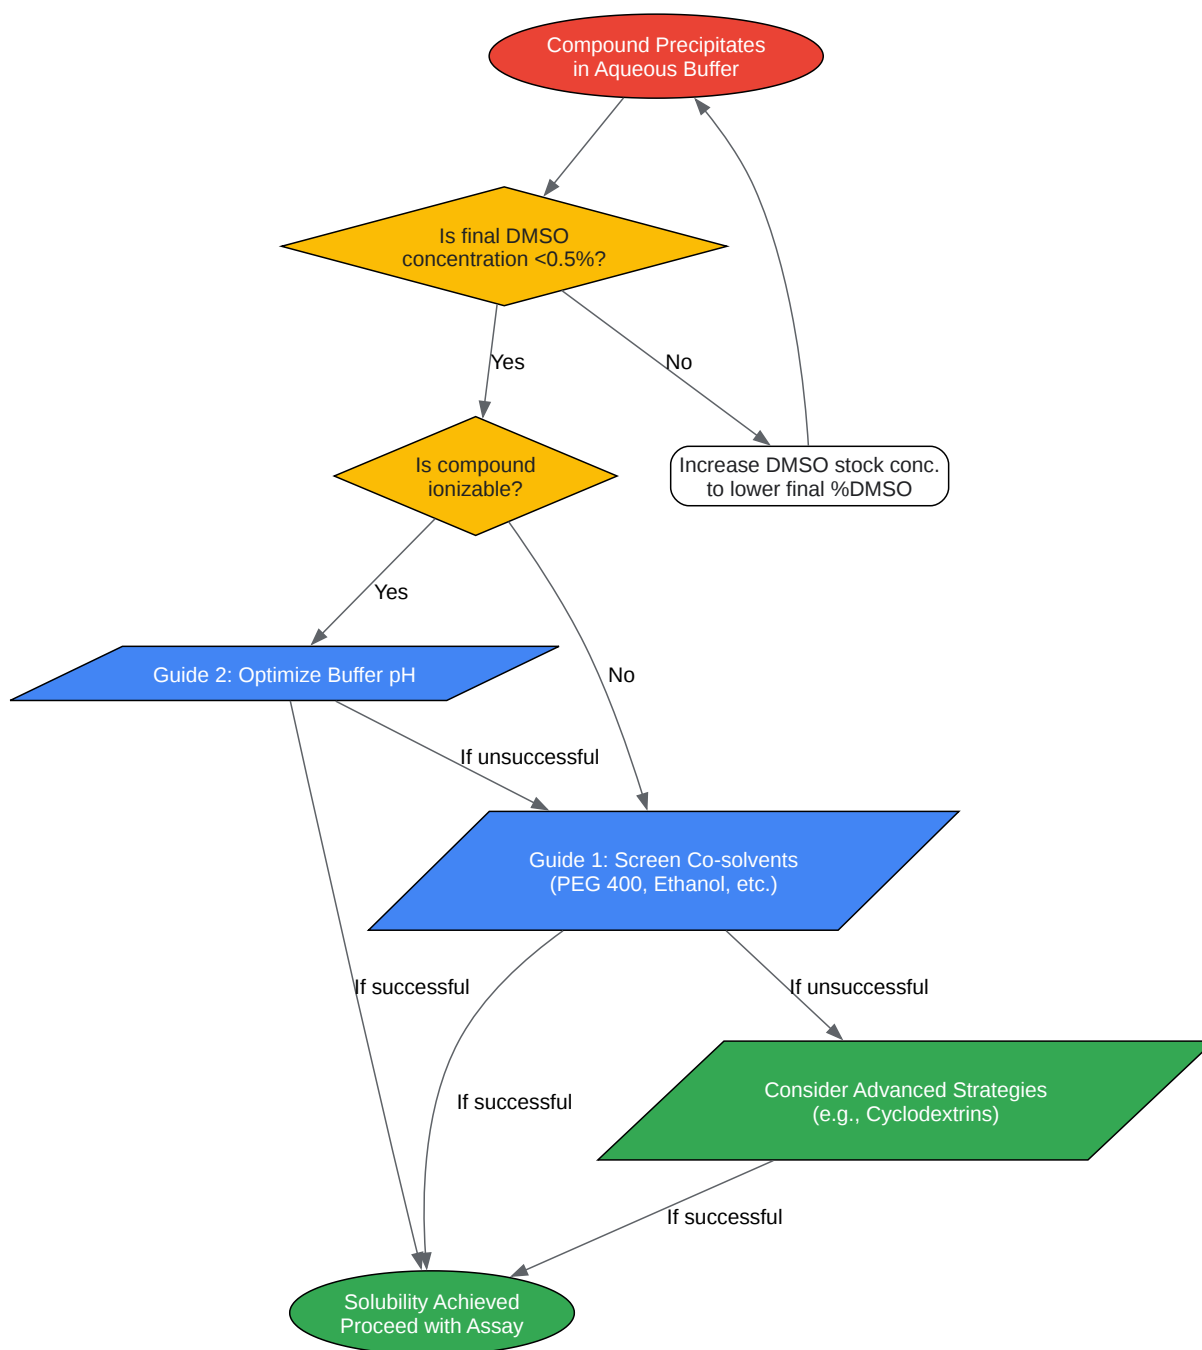 Compound Precipitates
in Aqueous Buffer
Is final DMSO
concentration <0.5%?
Yes
No
Is compound
ionizable?
Increase DMSO stock conc.
to lower final %DMSO
Yes
No
Guide 2: Optimize Buffer pH
If unsuccessful
Guide 1: Screen Co-solvents
(PEG 400, Ethanol, etc.)
If successful
If unsuccessful
Consider Advanced Strategies
(e.g., Cyclodextrins)
If successful
If successful
Solubility Achieved
Proceed with Assay